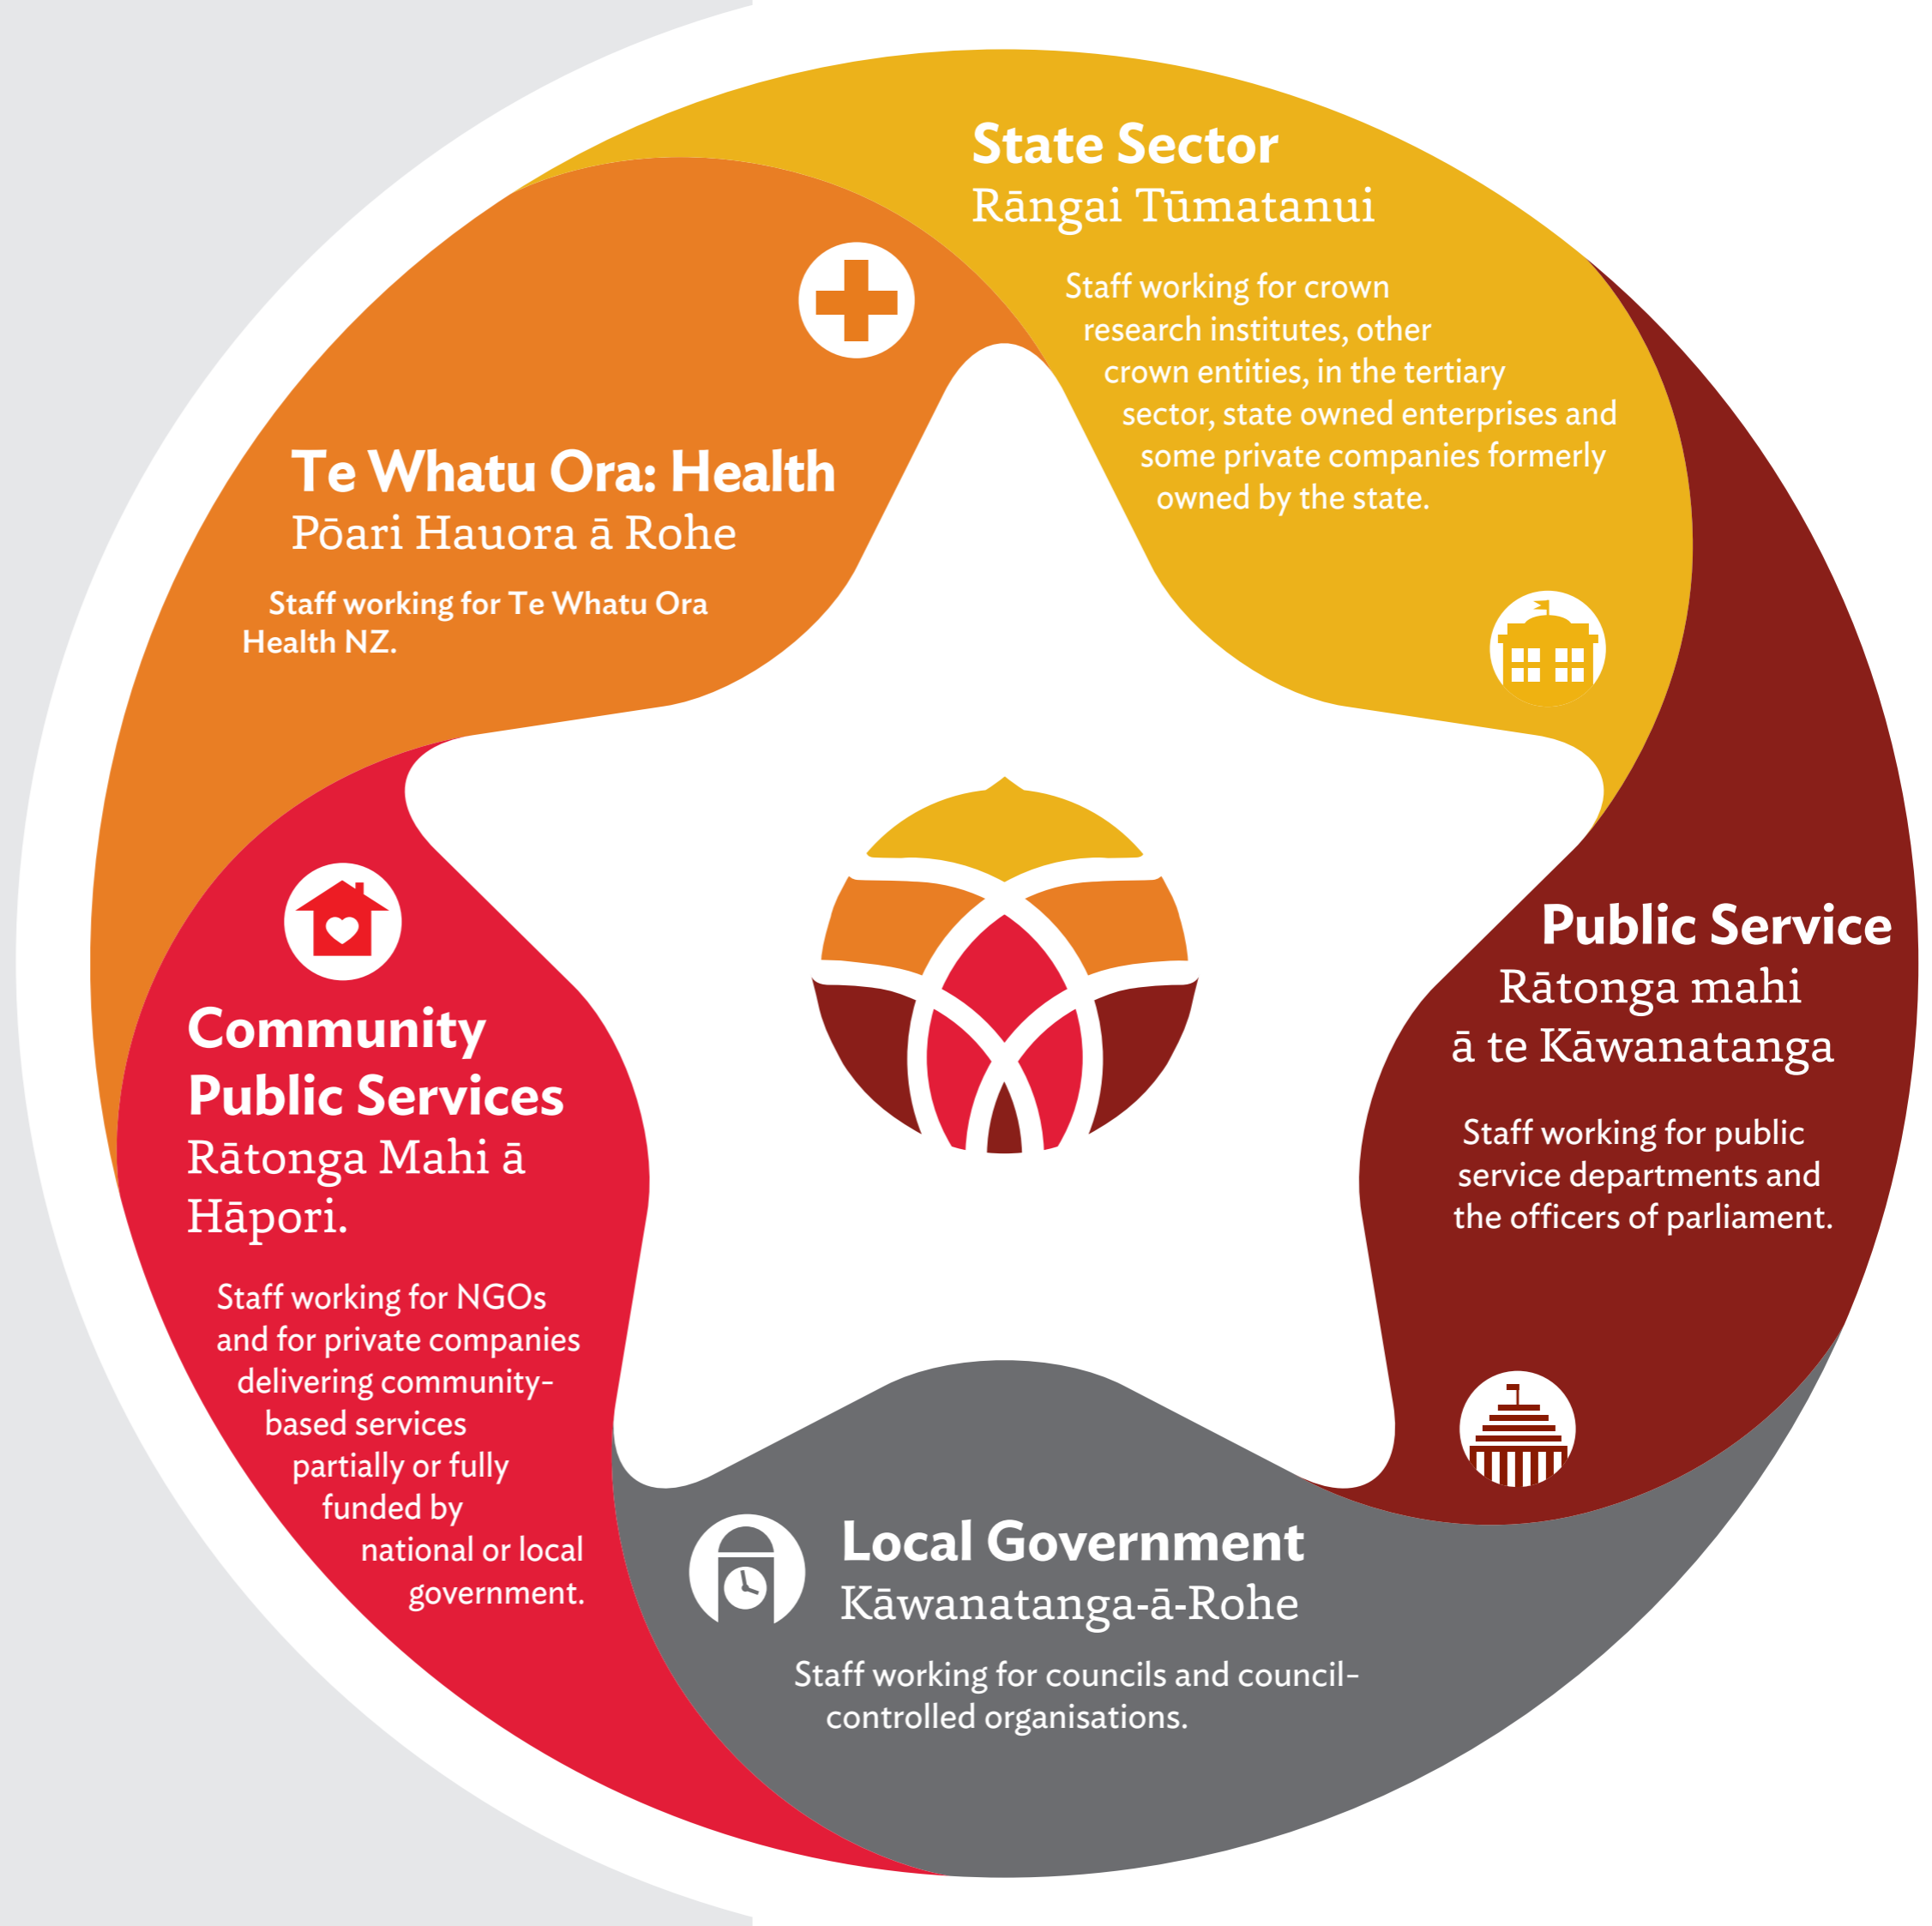 State Sector
Rāngai Tūmatanui
Staff working for crown
research institutes, other
crown entities, in the tertiary
sector, state owned enterprises and
some private companies formerly
owned by the state.
Te Whatu Ora: Health
Pōari Hauora ā Rohe
Staff working for Te Whatu Ora
Health NZ.
Public Service
Rātonga mahi
ā te Kāwanatanga
Staff working for public
service departments and
the officers of parliament.
Community
Public Services
Rātonga Mahi ā
Hāpori.
Staff working for NGOs
and for private companies
delivering community-
based services
partially or fully
funded by
national or local
government.
Local Government
Kāwanatanga-ā-Rohe
Staff working for councils and council-
controlled organisations.